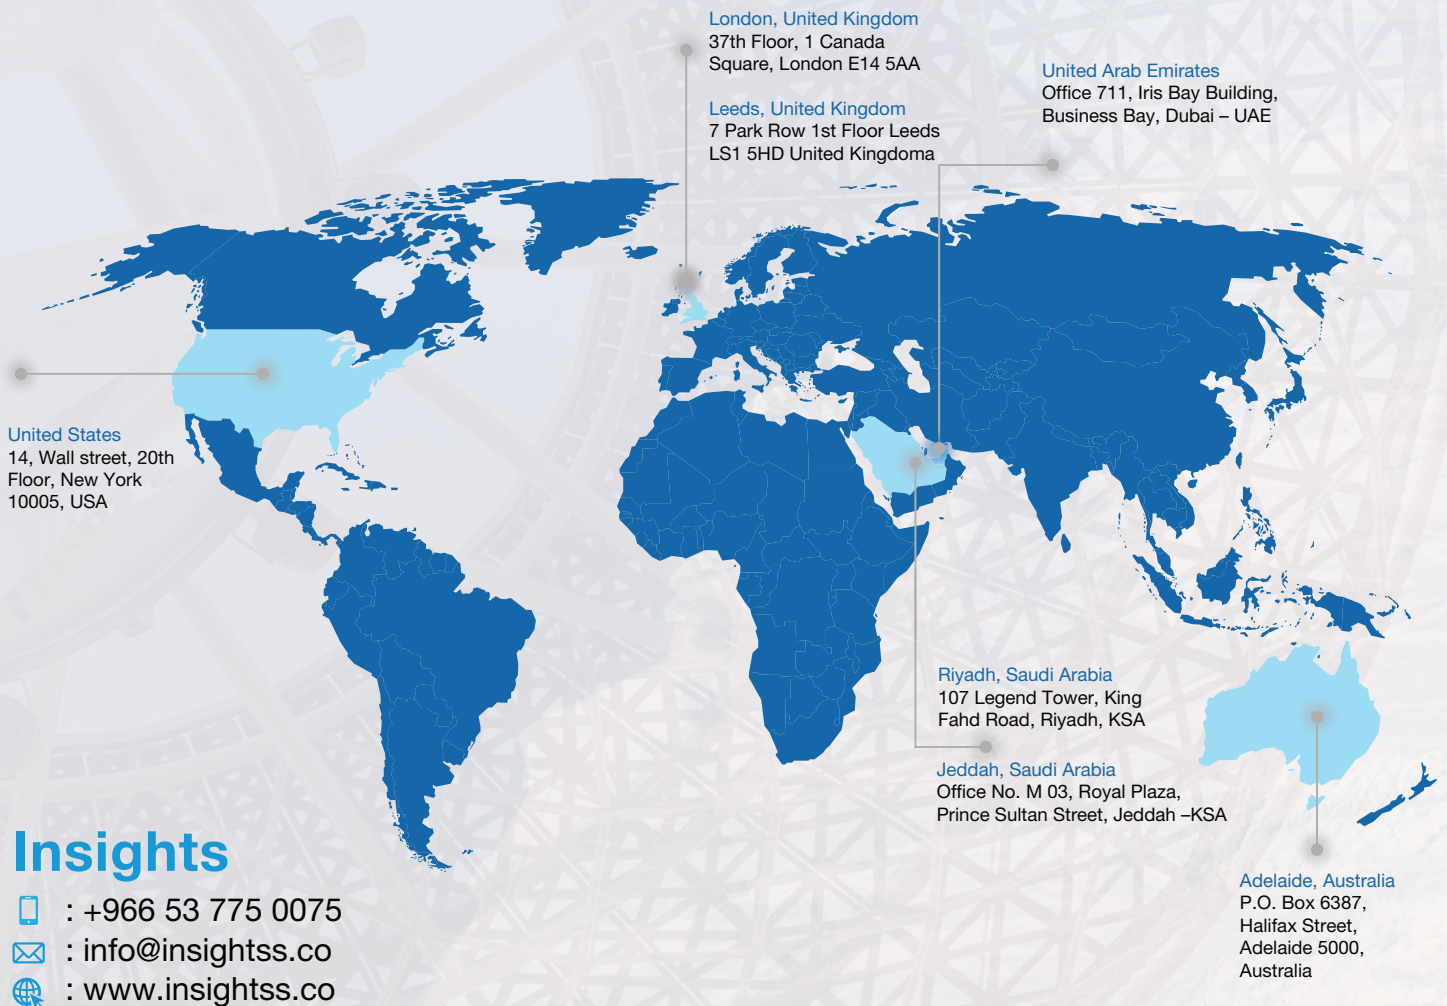 London, United Kingdom
37th Floor, 1 Canada
Square, London E14 5AA
Leeds, United Kingdom
7 Park Row 1st Floor Leeds
LS1 5HD United Kingdoma
United Arab Emirates
Office 711, Iris Bay Building,
Business Bay, Dubai – UAE
United States
14, Wall street, 20th
Floor, New York
10005, USA
Riyadh, Saudi Arabia
107 Legend Tower, King
Fahd Road, Riyadh, KSA
Jeddah, Saudi Arabia
Office No. M 03, Royal Plaza,
Prince Sultan Street, Jeddah –KSA
Adelaide, Australia
P.O. Box 6387,
Halifax Street,
Adelaide 5000,
Australia
Insights
: +966 53 775 0075
: info@insightss.co
: www.insightss.co